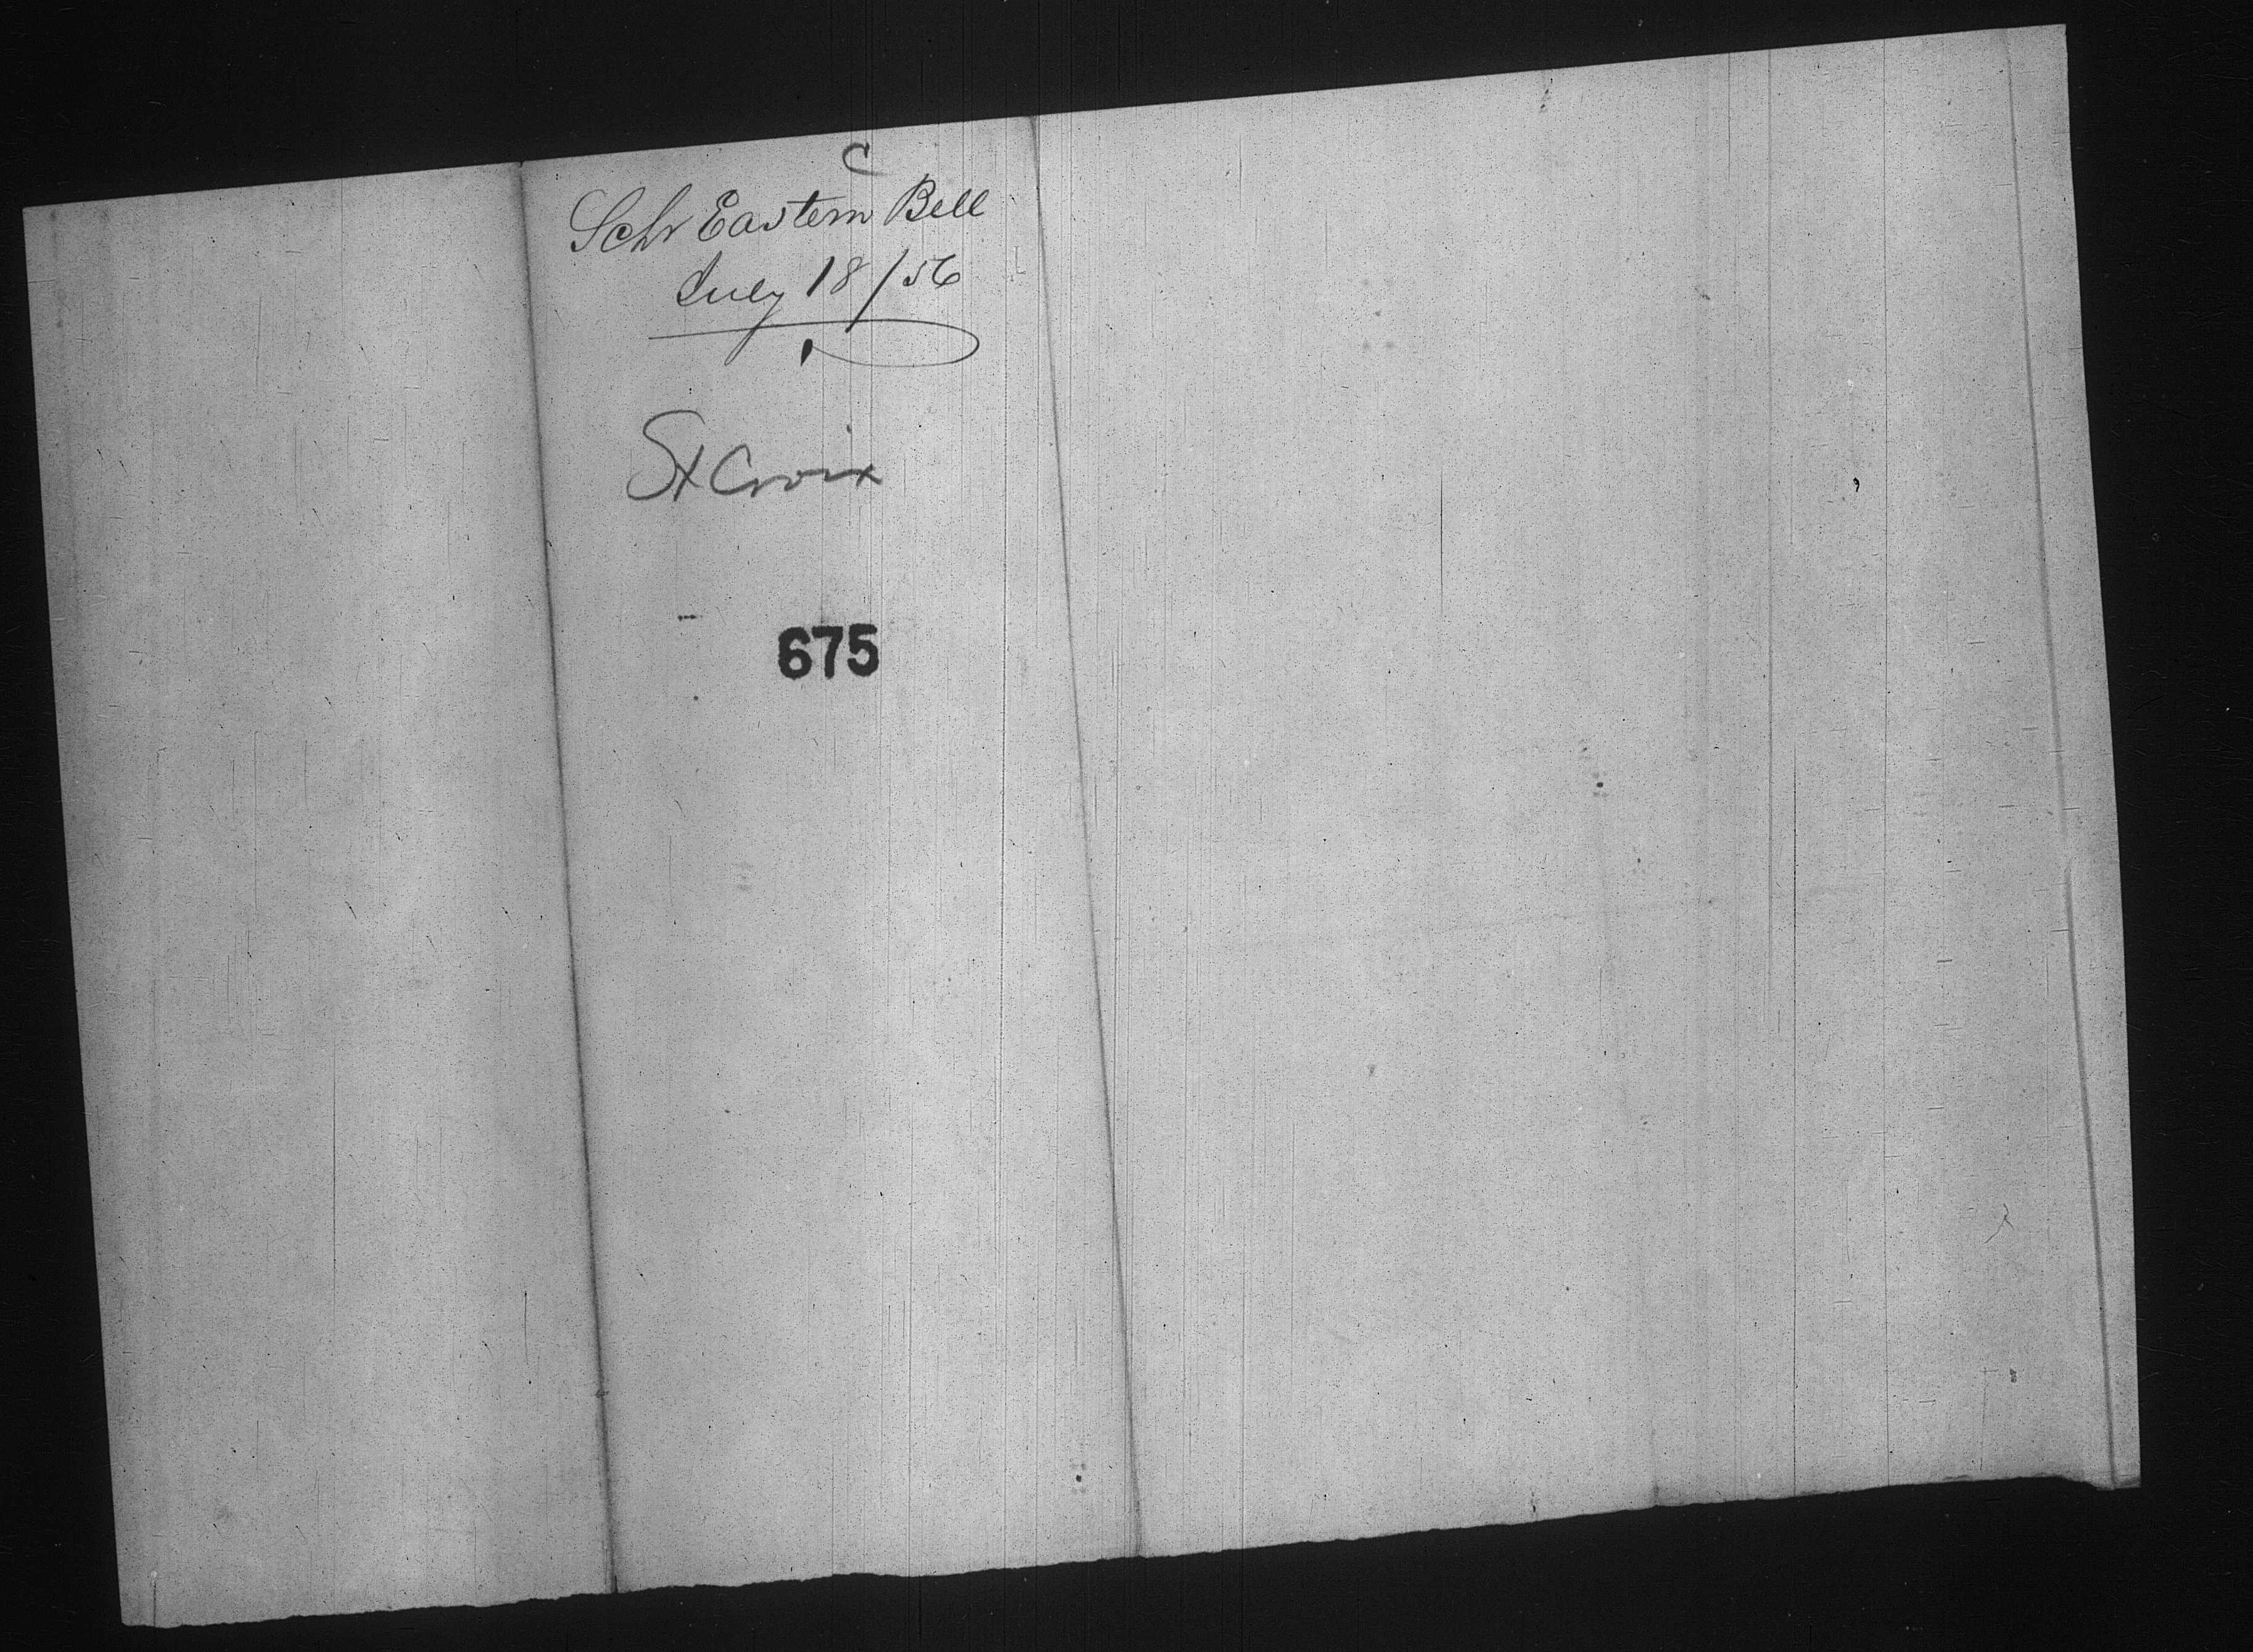 C
Schr Eastern Bell
July 18/56
St Croix
675